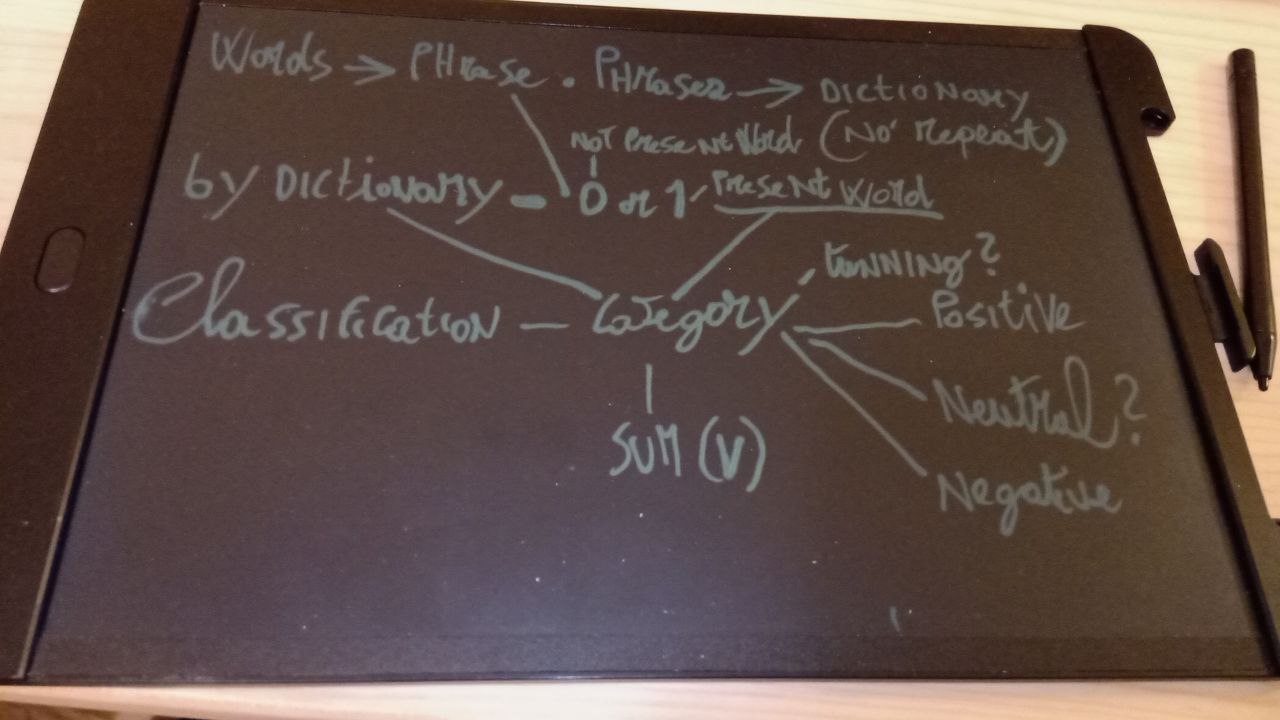 Words → PHrase . PHrases → DICTIONARY
NOT PreseNt Word (No repeat)
by DICtionary - 0 or 1 PreseNt Word
tunNING?
ClassIfIcatioN — Category
Positive
Neutral?
SUM (V)
Negative